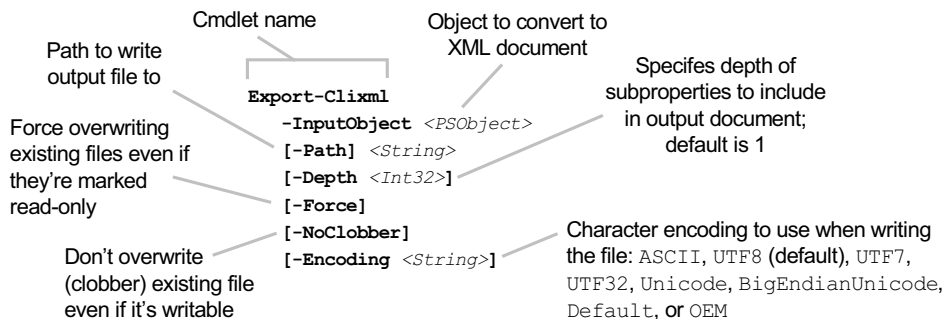 Cmdlet name
Object to convert to
XML document
Path to write
output file to
Specifes depth of
subproperties to include
in output document;
default is 1
Export-Clixml
-InputObject <PSObject>
[-Path] <String>
[-Depth <Int32>]
[-Force]
[-NoClobber]
[-Encoding <String>]
Force overwriting
existing files even if
they're marked
read-only
Don't overwrite
(clobber) existing file
even if it's writable
Character encoding to use when writing
the file: ASCII, UTF8 (default), UTF7,
UTF32, Unicode, BigEndianUnicode,
Default, or OEM